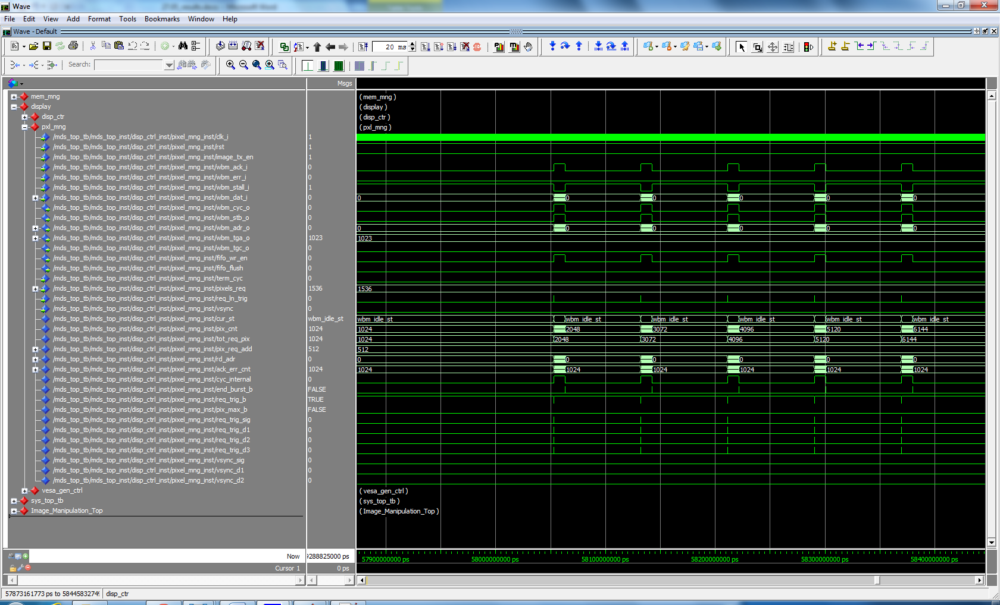 Wave
File Edit View Add Format Tools Bookmarks Window Help
Wave - Default
20 ms
Search:
Msgs
mem_mng (mem_mng)
display (display)
disp_ctr (disp_ctr)
pxl_mng (pxl_mng)
/mds_top_tb/mds_top_inst/disp_ctrl_inst/pixel_mng_inst/clk_i 1
/mds_top_tb/mds_top_inst/disp_ctrl_inst/pixel_mng_inst/rst 1
/mds_top_tb/mds_top_inst/disp_ctrl_inst/pixel_mng_inst/image_tx_en 1
/mds_top_tb/mds_top_inst/disp_ctrl_inst/pixel_mng_inst/wbm_ack_i 0
/mds_top_tb/mds_top_inst/disp_ctrl_inst/pixel_mng_inst/wbm_err_i 0
/mds_top_tb/mds_top_inst/disp_ctrl_inst/pixel_mng_inst/wbm_stall_i 1
/mds_top_tb/mds_top_inst/disp_ctrl_inst/pixel_mng_inst/wbm_dat_i 0 0 0 0 0 0 0
/mds_top_tb/mds_top_inst/disp_ctrl_inst/pixel_mng_inst/wbm_cyc_o 0
/mds_top_tb/mds_top_inst/disp_ctrl_inst/pixel_mng_inst/wbm_stb_o 0
/mds_top_tb/mds_top_inst/disp_ctrl_inst/pixel_mng_inst/wbm_adr_o 0 0 0 0 0 0 0
/mds_top_tb/mds_top_inst/disp_ctrl_inst/pixel_mng_inst/wbm_tga_o 1023 1023
/mds_top_tb/mds_top_inst/disp_ctrl_inst/pixel_mng_inst/wbm_tgc_o 0
/mds_top_tb/mds_top_inst/disp_ctrl_inst/pixel_mng_inst/fifo_wr_en 0
/mds_top_tb/mds_top_inst/disp_ctrl_inst/pixel_mng_inst/fifo_flush 0
/mds_top_tb/mds_top_inst/disp_ctrl_inst/pixel_mng_inst/term_cyc 0
/mds_top_tb/mds_top_inst/disp_ctrl_inst/pixel_mng_inst/pixels_req 1536 1536
/mds_top_tb/mds_top_inst/disp_ctrl_inst/pixel_mng_inst/req_ln_trig 0
/mds_top_tb/mds_top_inst/disp_ctrl_inst/pixel_mng_inst/vsync 0
/mds_top_tb/mds_top_inst/disp_ctrl_inst/pixel_mng_inst/cur_st wbm_idle_st wbm_idle_st wbm_idle_st wbm_idle_st wbm_idle_st wbm_idle_st wbm_idle_st
/mds_top_tb/mds_top_inst/disp_ctrl_inst/pixel_mng_inst/pix_cnt 1024 1024 2048 3072 4096 5120 6144
/mds_top_tb/mds_top_inst/disp_ctrl_inst/pixel_mng_inst/tot_req_pix 1024 1024 2048 3072 4096 5120 6144
/mds_top_tb/mds_top_inst/disp_ctrl_inst/pixel_mng_inst/pix_req_add 512 512
/mds_top_tb/mds_top_inst/disp_ctrl_inst/pixel_mng_inst/rd_adr 0 0 0 0 0 0 0
/mds_top_tb/mds_top_inst/disp_ctrl_inst/pixel_mng_inst/ack_err_cnt 1024 1024 1024 1024 1024 1024 1024
/mds_top_tb/mds_top_inst/disp_ctrl_inst/pixel_mng_inst/cyc_internal 0
/mds_top_tb/mds_top_inst/disp_ctrl_inst/pixel_mng_inst/end_burst_b FALSE
/mds_top_tb/mds_top_inst/disp_ctrl_inst/pixel_mng_inst/req_trig_b TRUE
/mds_top_tb/mds_top_inst/disp_ctrl_inst/pixel_mng_inst/pix_max_b FALSE
/mds_top_tb/mds_top_inst/disp_ctrl_inst/pixel_mng_inst/req_trig_sig 0
/mds_top_tb/mds_top_inst/disp_ctrl_inst/pixel_mng_inst/req_trig_d1 0
/mds_top_tb/mds_top_inst/disp_ctrl_inst/pixel_mng_inst/req_trig_d2 0
/mds_top_tb/mds_top_inst/disp_ctrl_inst/pixel_mng_inst/req_trig_d3 0
/mds_top_tb/mds_top_inst/disp_ctrl_inst/pixel_mng_inst/vsync_sig 0
/mds_top_tb/mds_top_inst/disp_ctrl_inst/pixel_mng_inst/vsync_d1 0
/mds_top_tb/mds_top_inst/disp_ctrl_inst/pixel_mng_inst/vsync_d2 0
vesa_gen_ctrl (vesa_gen_ctrl)
sys_top_tb (sys_top_tb)
Image_Manipulation_Top (Image_Manipulation_Top)
Now 9288825000 ps 57900000000 ps 58000000000 ps 58100000000 ps 58200000000 ps 58300000000 ps 58400000000 ps
Cursor 1 0 ps
57873161773 ps to 5844583274 disp_ctr